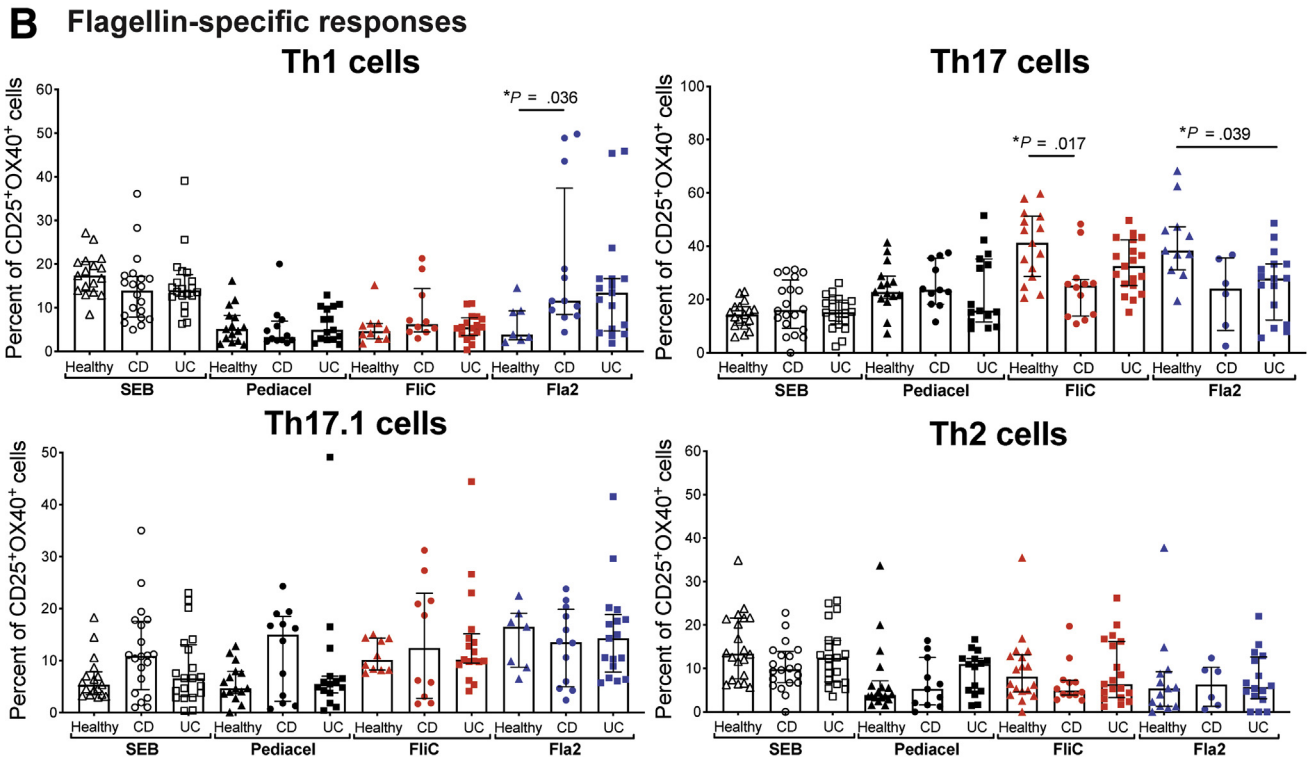 B Flagellin-specific responses
Th1 cells
Percent of CD25+OX40+ cells
60
50
40
30
20
10
0
*P = .036
Healthy CD UC Healthy CD UC Healthy CD UC Healthy CD UC
SEB Pediacel FliC Fla2
Th17 cells
Percent of CD25+OX40+ cells
100
80
60
40
20
0
*P = .017
*P = .039
Healthy CD UC Healthy CD UC Healthy CD UC Healthy CD UC
SEB Pediacel FliC Fla2
Th17.1 cells
Percent of CD25+OX40+ cells
50
40
30
20
10
0
Healthy CD UC Healthy CD UC Healthy CD UC Healthy CD UC
SEB Pediacel FliC Fla2
Th2 cells
Percent of CD25+OX40+ cells
60
50
40
30
20
10
0
Healthy CD UC Healthy CD UC Healthy CD UC Healthy CD UC
SEB Pediacel FliC Fla2